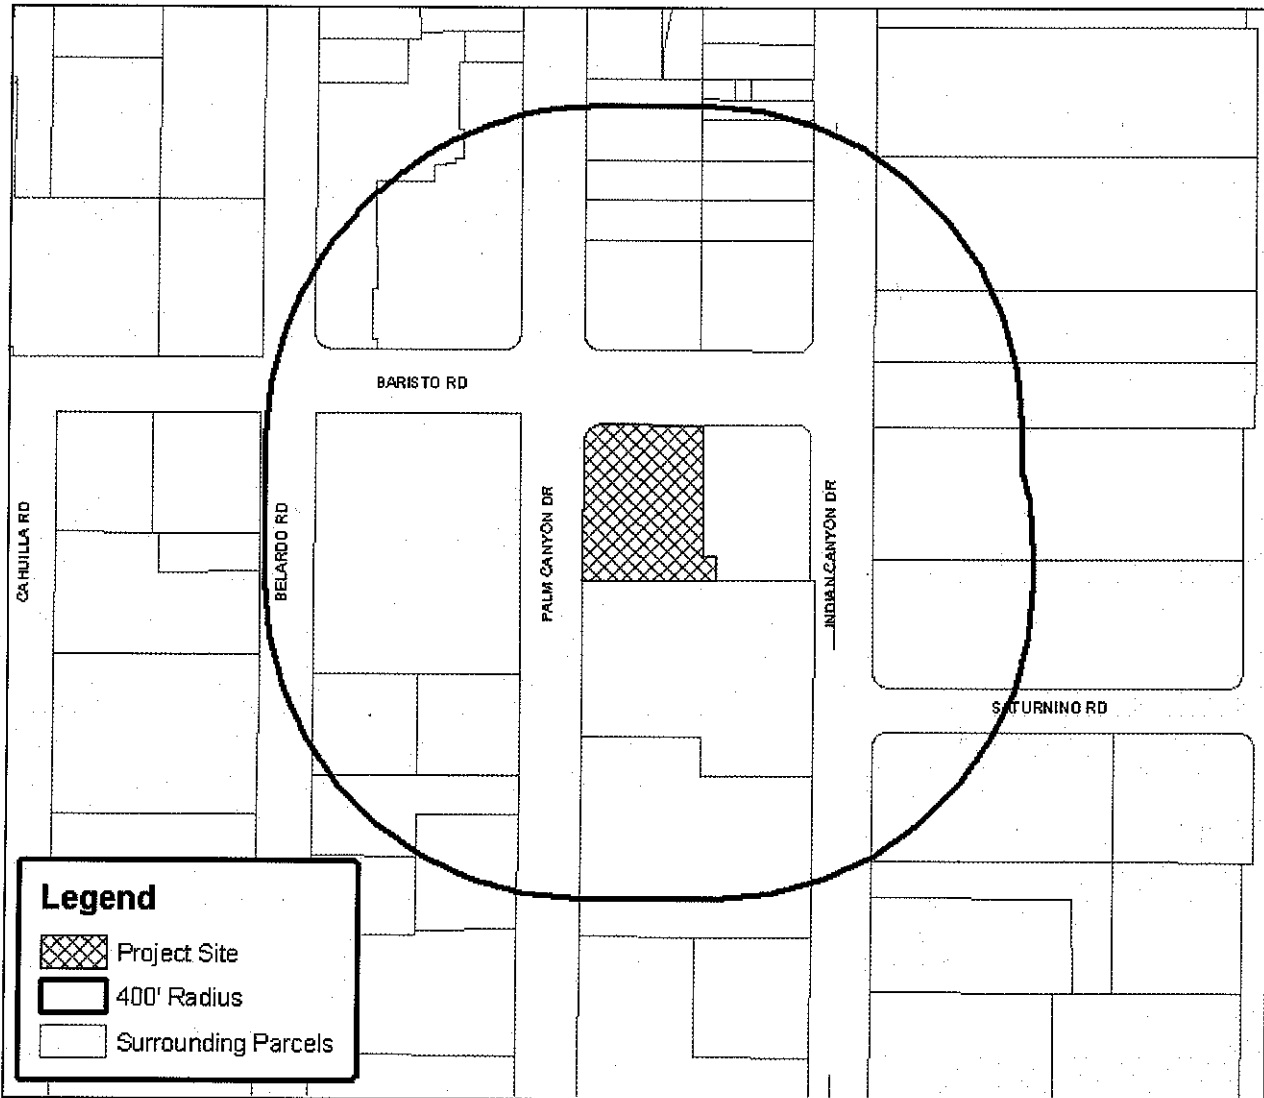 BARISTO RD
CAHUILLA RD
BELARDO RD
PALM CANYON DR
INDIAN CANYON DR
SATURNINO RD
Legend
Project Site
400' Radius
Surrounding Parcels